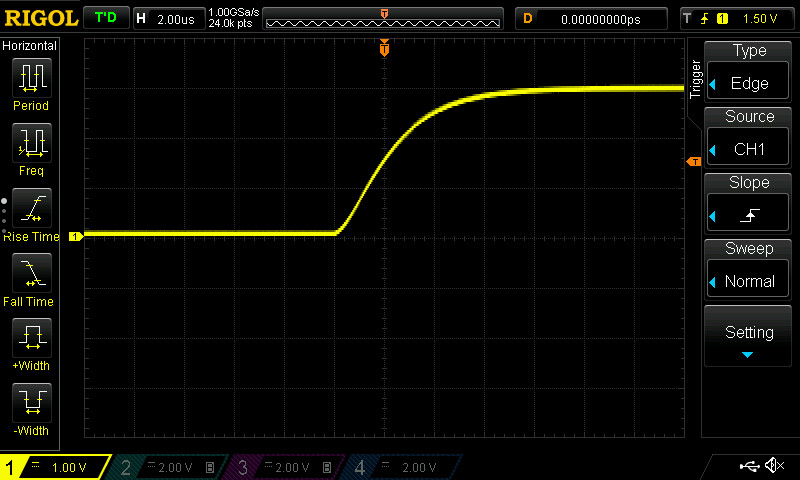 RIGOL T'D H 2.00us 1.00GSa/s
24.0k pts
T
D 0.00000000ps
T 1 1.50 V
Horizontal
Period
Freq
Rise Time
Fall Time
+Width
-Width
T
1
T
Trigger
Type
Edge
Source
CH1
Slope
Sweep
Normal
Setting
1 1.00 V
2 2.00 V B
3 2.00 V B
4 2.00 V